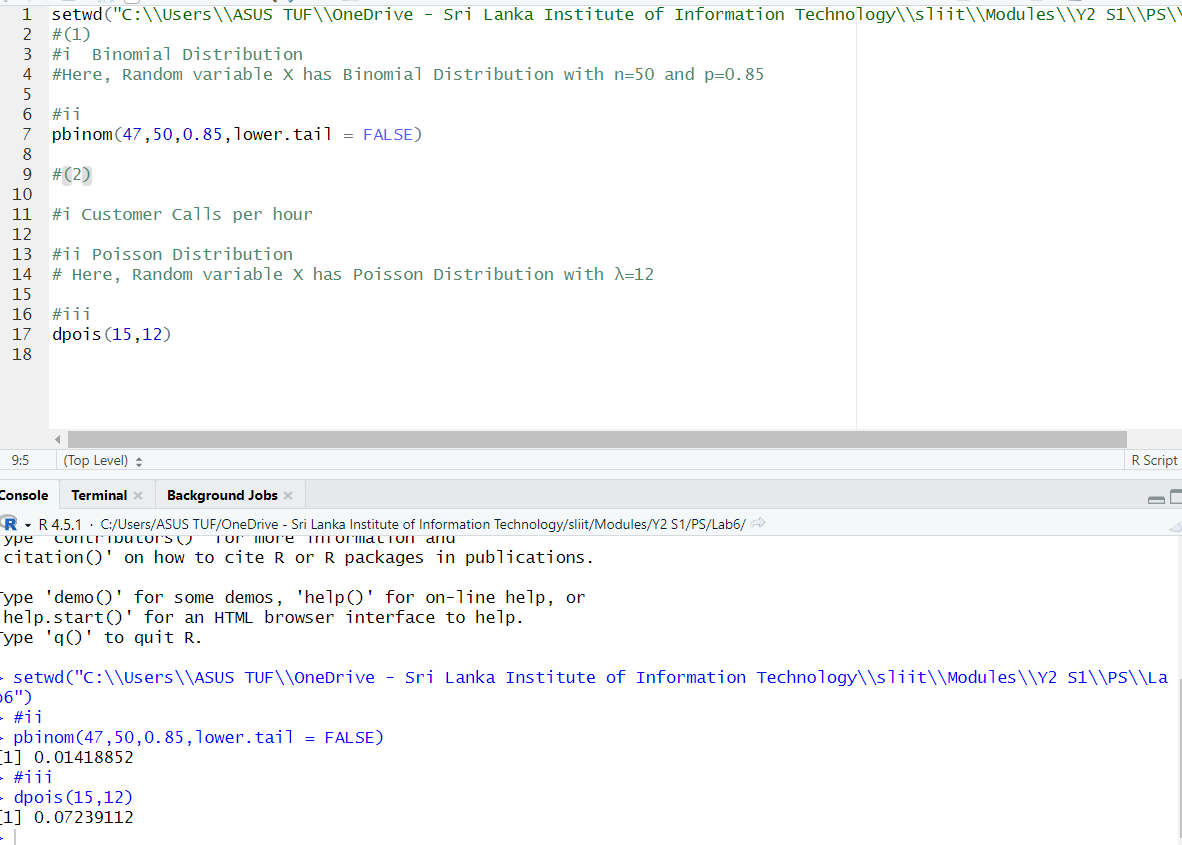 1 setwd("C:\\Users\\ASUS TUF\\OneDrive - Sri Lanka Institute of Information Technology\\sliit\\Modules\\Y2 S1\\PS\\
2 #(1)
3 #i  Binomial Distribution
4 #Here, Random variable X has Binomial Distribution with n=50 and p=0.85
5
6 #ii
7 pbinom(47,50,0.85,lower.tail = FALSE)
8
9 #(2)
10
11 #i Customer Calls per hour
12
13 #ii Poisson Distribution
14 # Here, Random variable X has Poisson Distribution with λ=12
15
16 #iii
17 dpois(15,12)
18
9:5 (Top Level) R Script
Console Terminal × Background Jobs ×
R 4.5.1 · C:/Users/ASUS TUF/OneDrive - Sri Lanka Institute of Information Technology/sliit/Modules/Y2 S1/PS/Lab6/
ype 'contributors()' for more information and
citation()' on how to cite R or R packages in publications.
Type 'demo()' for some demos, 'help()' for on-line help, or
'help.start()' for an HTML browser interface to help.
Type 'q()' to quit R.
> setwd("C:\\Users\\ASUS TUF\\OneDrive - Sri Lanka Institute of Information Technology\\sliit\\Modules\\Y2 S1\\PS\\La
b6")
> #ii
> pbinom(47,50,0.85,lower.tail = FALSE)
[1] 0.01418852
> #iii
> dpois(15,12)
[1] 0.07239112
>